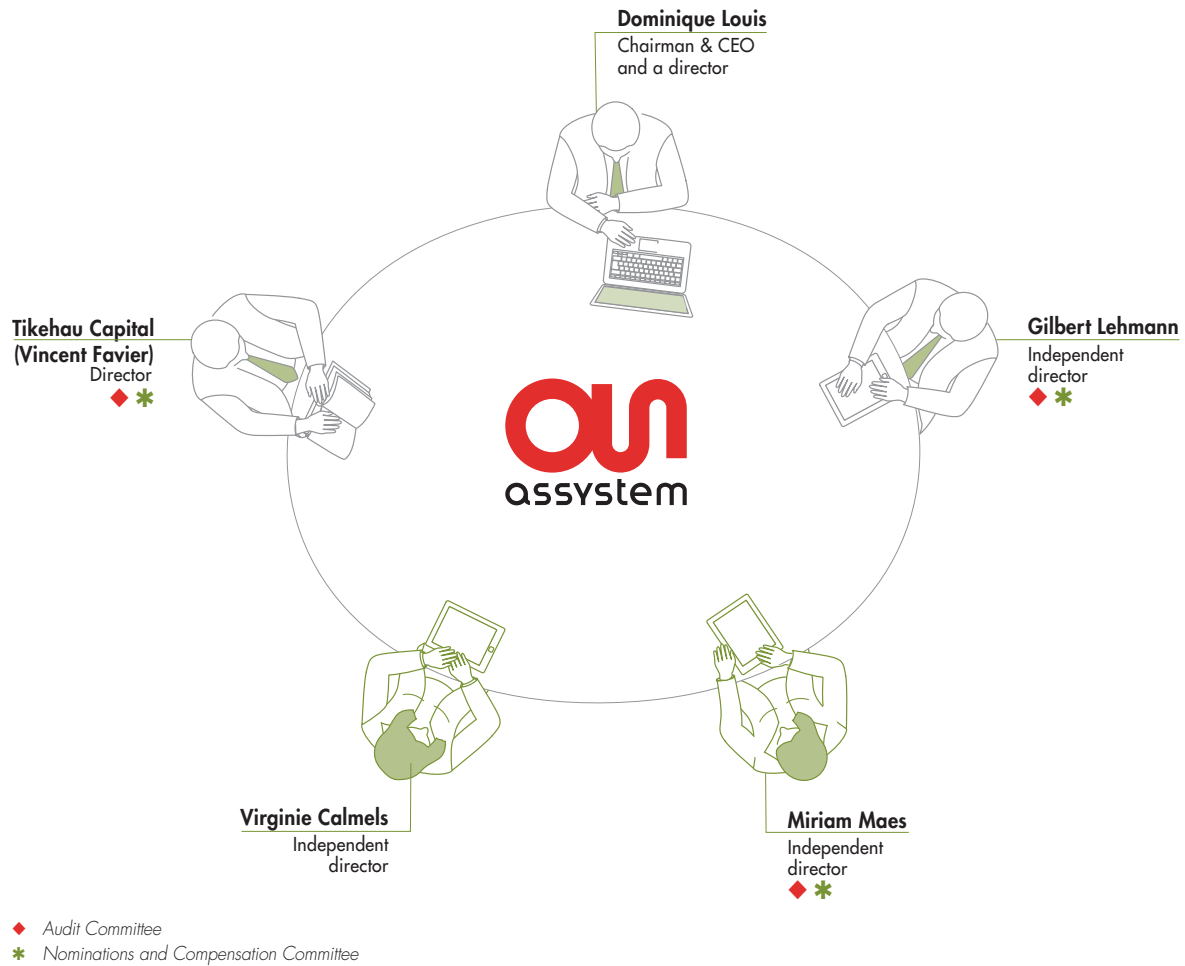 Dominique Louis
Chairman & CEO
and a director
Tikehau Capital
(Vincent Favier)
Director
◆ ✱
Gilbert Lehmann
Independent
director
◆ ✱
assystem
Virginie Calmels
Independent
director
Miriam Maes
Independent
director
◆ ✱
◆ Audit Committee
✱ Nominations and Compensation Committee